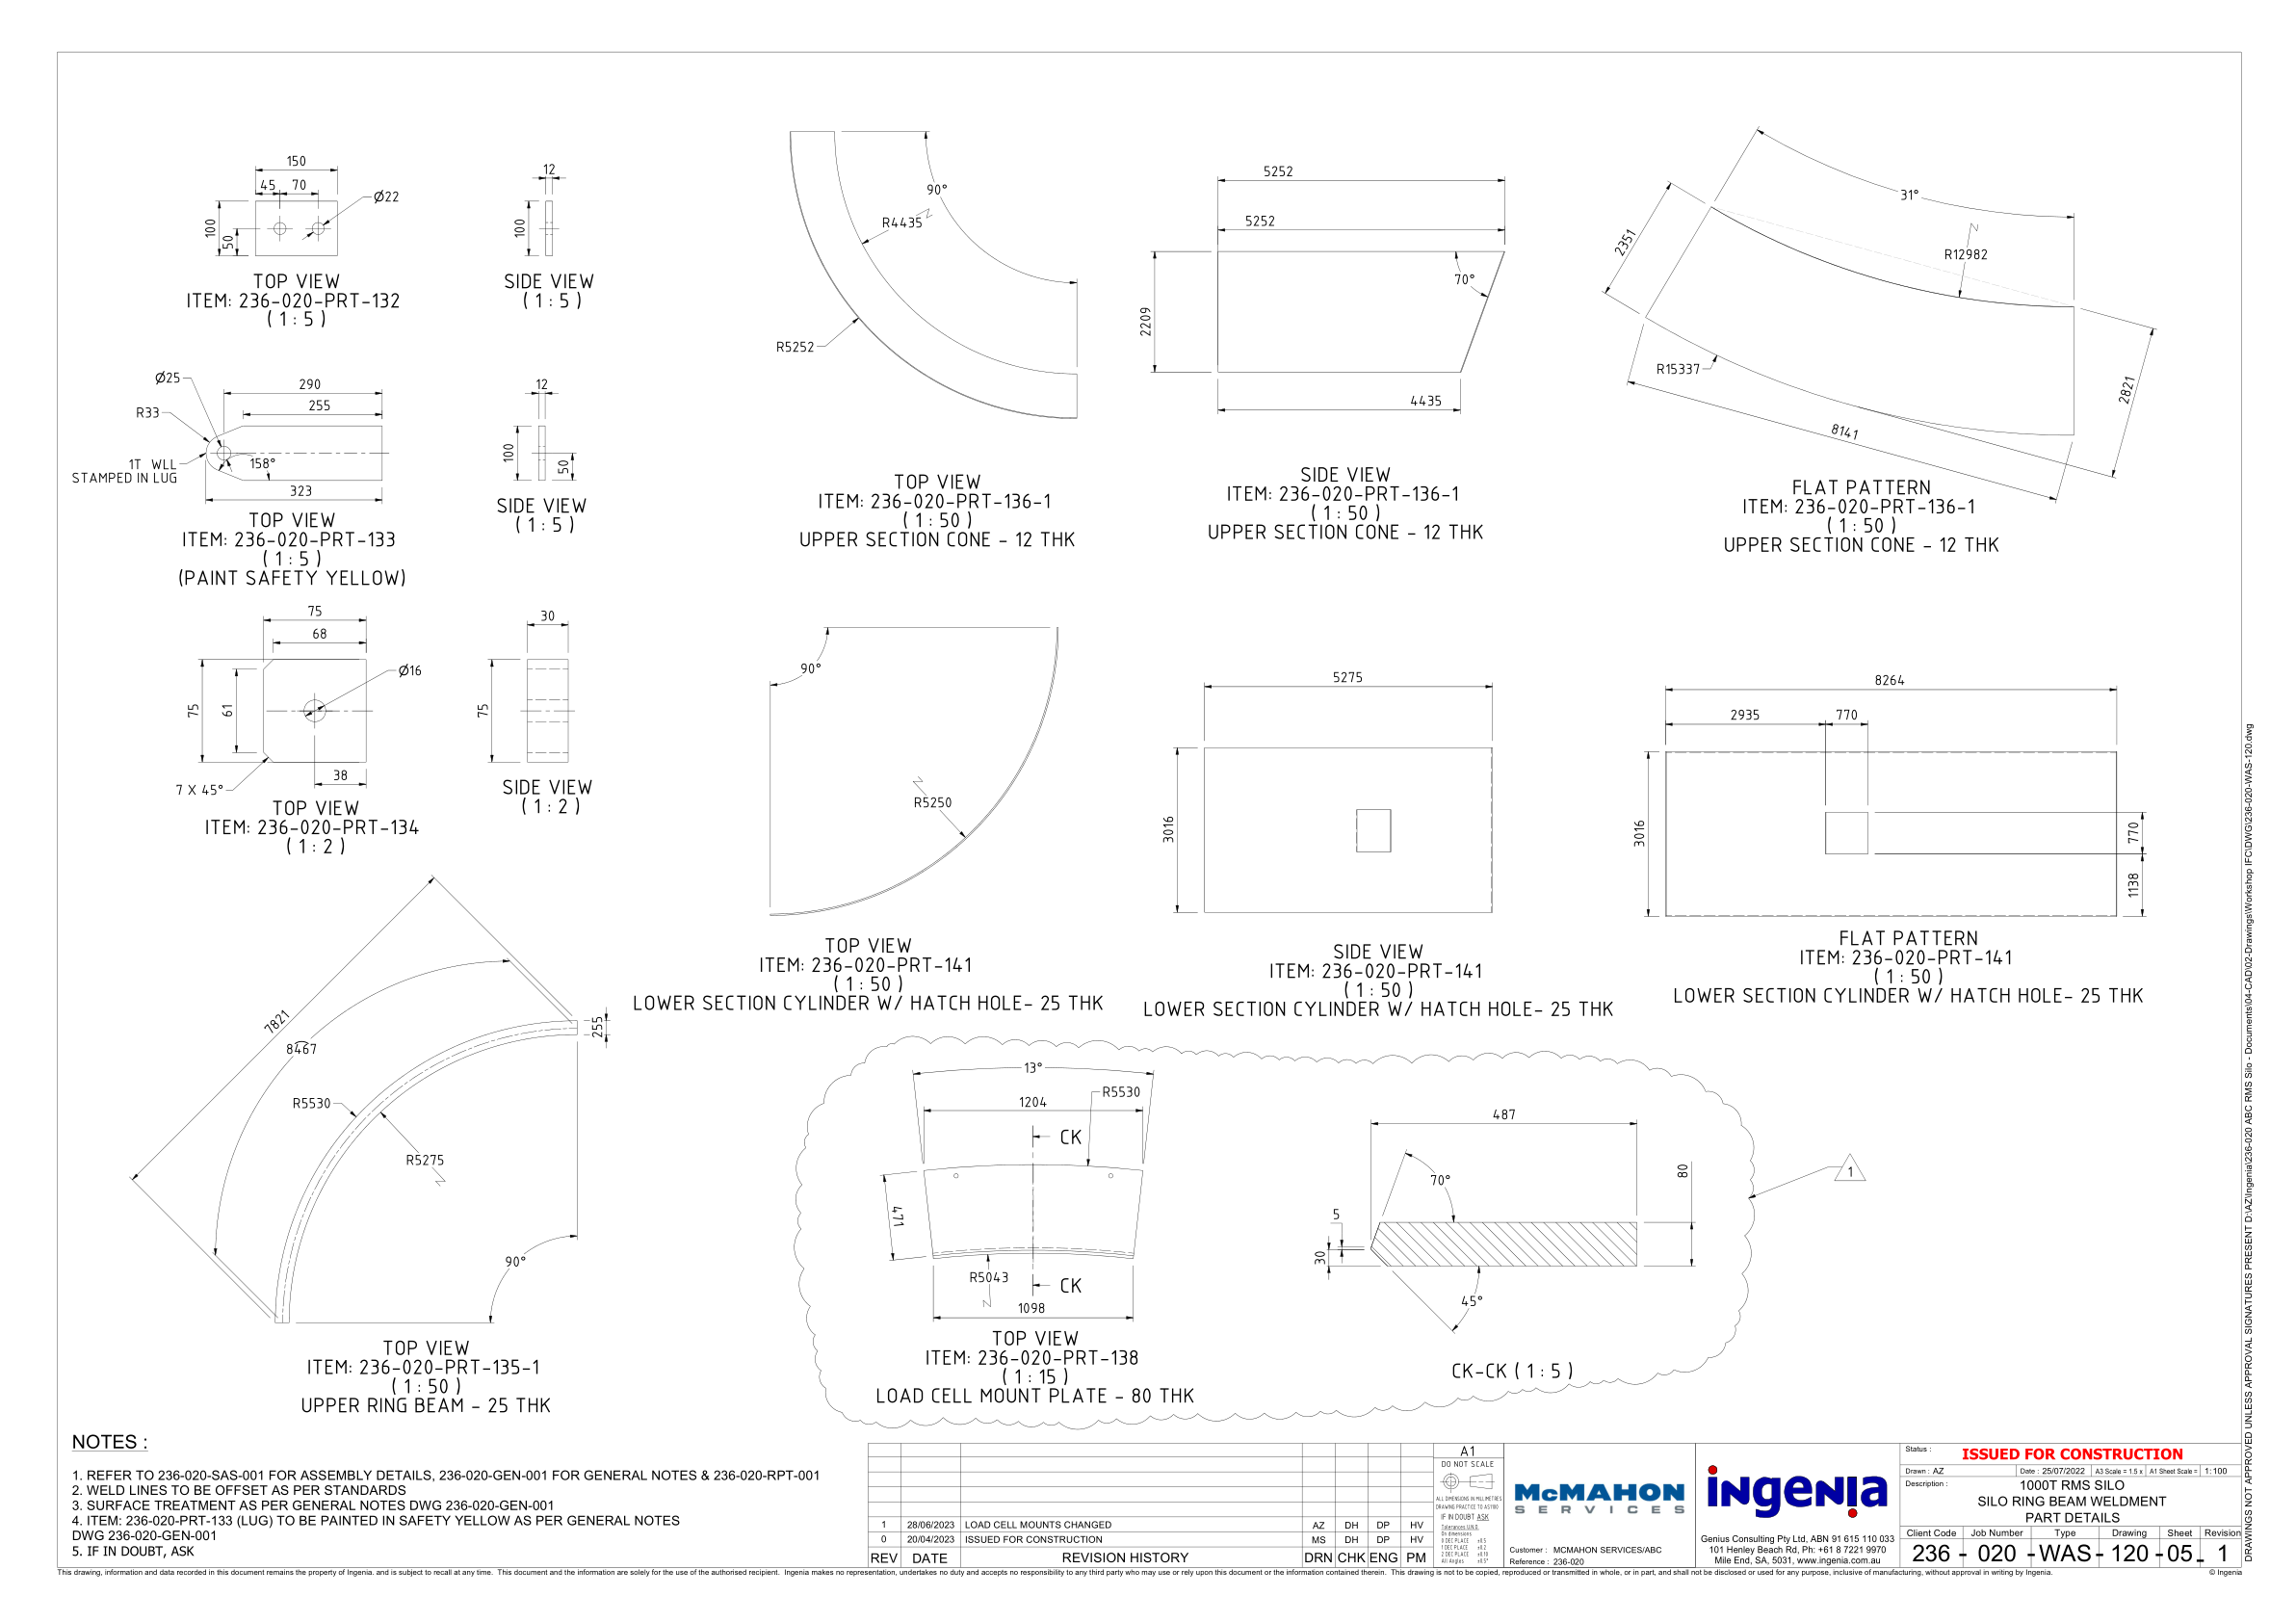 150
45 70
Ø22
100
50
TOP VIEW
ITEM: 236-020-PRT-132
( 1 : 5 )
12
100
SIDE VIEW
( 1 : 5 )
Ø25
290
255
R33
1T WLL
STAMPED IN LUG
158°
323
TOP VIEW
ITEM: 236-020-PRT-133
( 1 : 5 )
(PAINT SAFETY YELLOW)
12
100
50
SIDE VIEW
( 1 : 5 )
75
68
Ø16
75
61
38
7 X 45°
TOP VIEW
ITEM: 236-020-PRT-134
( 1 : 2 )
30
75
SIDE VIEW
( 1 : 2 )
90°
R4435
R5252
TOP VIEW
ITEM: 236-020-PRT-136-1
( 1 : 50 )
UPPER SECTION CONE - 12 THK
5252
5252
2209
70°
4435
SIDE VIEW
ITEM: 236-020-PRT-136-1
( 1 : 50 )
UPPER SECTION CONE - 12 THK
31°
2351
R12982
R15337
8141
2821
FLAT PATTERN
ITEM: 236-020-PRT-136-1
( 1 : 50 )
UPPER SECTION CONE - 12 THK
90°
R5250
TOP VIEW
ITEM: 236-020-PRT-141
( 1 : 50 )
LOWER SECTION CYLINDER W/ HATCH HOLE- 25 THK
5275
3016
SIDE VIEW
ITEM: 236-020-PRT-141
( 1 : 50 )
LOWER SECTION CYLINDER W/ HATCH HOLE- 25 THK
8264
2935 770
3016
770
1138
FLAT PATTERN
ITEM: 236-020-PRT-141
( 1 : 50 )
LOWER SECTION CYLINDER W/ HATCH HOLE- 25 THK
7821
8467
255
R5530
R5275
90°
TOP VIEW
ITEM: 236-020-PRT-135-1
( 1 : 50 )
UPPER RING BEAM - 25 THK
13°
R5530
1204
CK
471
R5043
CK
1098
TOP VIEW
ITEM: 236-020-PRT-138
( 1 : 15 )
LOAD CELL MOUNT PLATE - 80 THK
487
70°
80
5
30
45°
CK-CK ( 1 : 5 )
1
NOTES :
1. REFER TO 236-020-SAS-001 FOR ASSEMBLY DETAILS, 236-020-GEN-001 FOR GENERAL NOTES & 236-020-RPT-001
2. WELD LINES TO BE OFFSET AS PER STANDARDS
3. SURFACE TREATMENT AS PER GENERAL NOTES DWG 236-020-GEN-001
4. ITEM: 236-020-PRT-133 (LUG) TO BE PAINTED IN SAFETY YELLOW AS PER GENERAL NOTES
DWG 236-020-GEN-001
5. IF IN DOUBT, ASK
1 28/06/2023 LOAD CELL MOUNTS CHANGED AZ DH DP HV
0 20/04/2023 ISSUED FOR CONSTRUCTION MS DH DP HV
REV DATE REVISION HISTORY DRN CHK ENG PM
A1
DO NOT SCALE
ALL DIMENSIONS IN MILLIMETRES
DRAWING PRACTICE TO AS1100
IF IN DOUBT ASK
Tolerances U.N.O.
On dimensions
0 DEC PLACE ±0.5
1 DEC PLACE ±0.2
2 DEC PLACE ±0.10
All Angles ±0.5°
McMAHON
SERVICES
Customer : MCMAHON SERVICES/ABC
Reference : 236-020
ingenia
Genius Consulting Pty Ltd, ABN 91 615 110 033
101 Henley Beach Rd, Ph: +61 8 7221 9970
Mile End, SA, 5031, www.ingenia.com.au
Status :
ISSUED FOR CONSTRUCTION
Drawn : AZ Date : 25/07/2022 A3 Scale = 1.5 x A1 Sheet Scale = 1:100
Description :
1000T RMS SILO
SILO RING BEAM WELDMENT
PART DETAILS
Client Code Job Number Type Drawing Sheet Revision
236 - 020 - WAS - 120 - 05 - 1
This drawing, information and data recorded in this document remains the property of Ingenia. and is subject to recall at any time. This document and the information are solely for the use of the authorised recipient. Ingenia makes no representation, undertakes no duty and accepts no responsibility to any third party who may use or rely upon this document or the information contained therein. This drawing is not to be copied, reproduced or transmitted in whole, or in part, and shall not be disclosed or used for any purpose, inclusive of manufacturing, without approval in writing by Ingenia.
© Ingenia
DRAWINGS NOT APPROVED UNLESS APPROVAL SIGNATURES PRESENT D:\AZ\Ingenia\236-020 ABC RMS Silo - Documents\04-CAD\02-Drawings\Workshop IFC\DWG\236-020-WAS-120.dwg